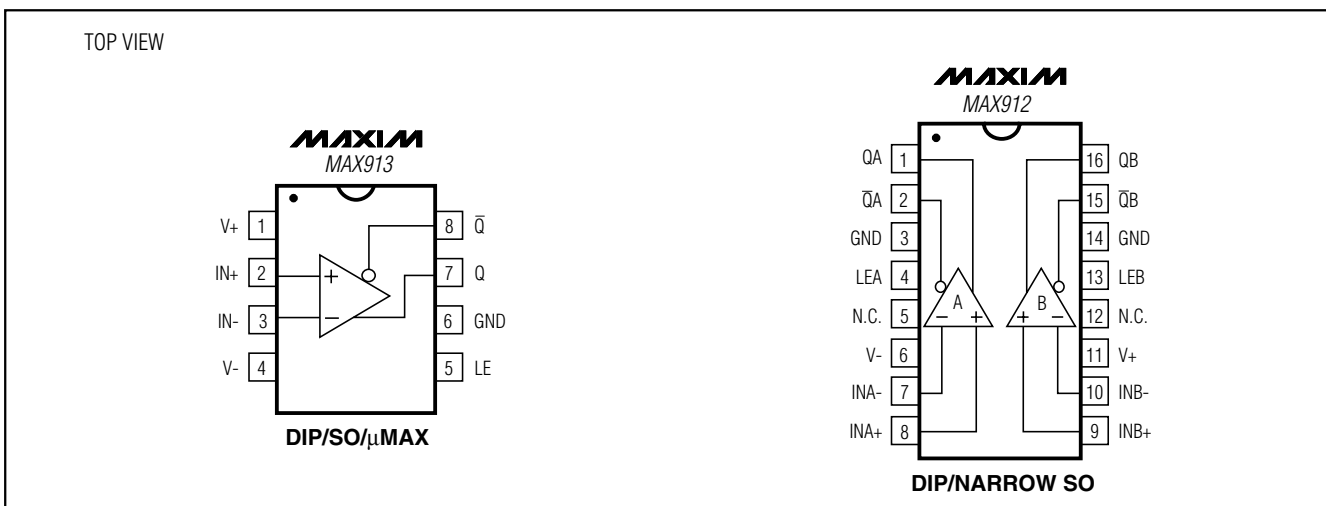 TOP VIEW
MAXIM
MAX913
V+ 1
IN+ 2
IN- 3
V- 4
8 Q̅
7 Q
6 GND
5 LE
+
−
DIP/SO/µMAX
MAXIM
MAX912
QA 1
Q̅A 2
GND 3
LEA 4
N.C. 5
V- 6
INA- 7
INA+ 8
16 QB
15 Q̅B
14 GND
13 LEB
12 N.C.
11 V+
10 INB-
9 INB+
A
− +
B
+ −
DIP/NARROW SO